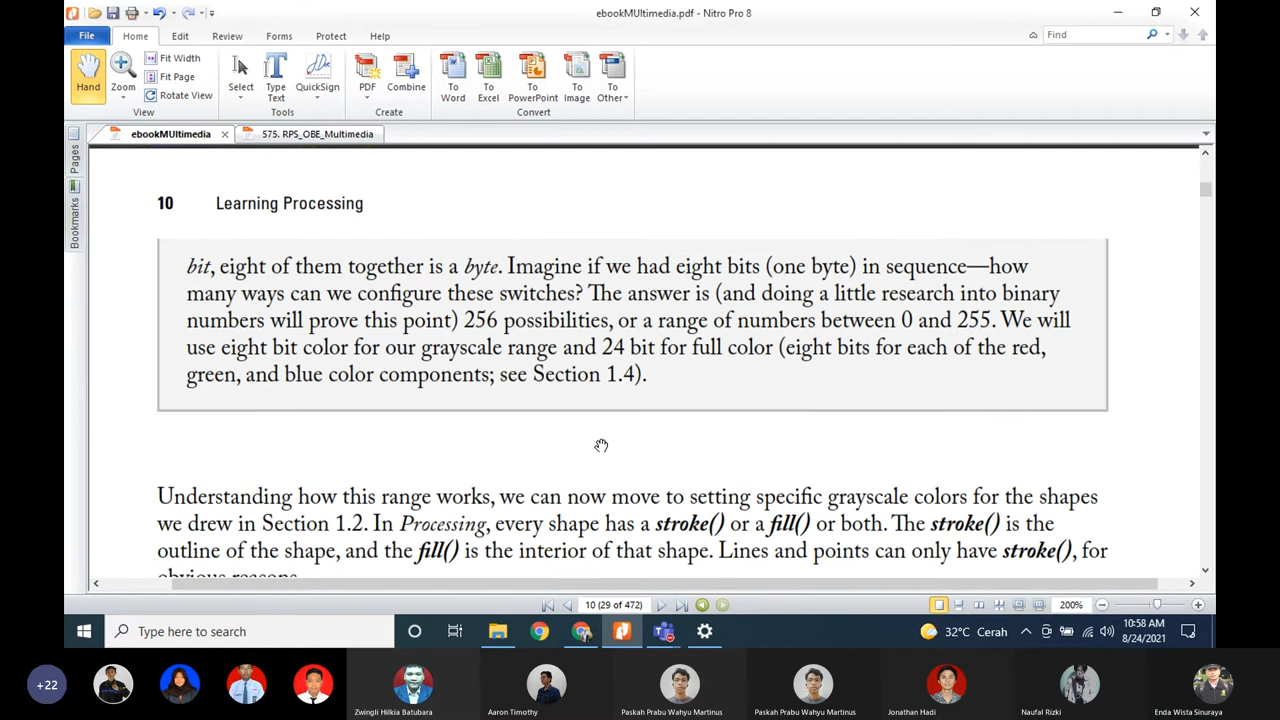 ebookMUltimedia.pdf - Nitro Pro 8
File Home Edit Review Forms Protect Help
Find
Hand
Zoom
Fit Width
Fit Page
Rotate View
View
Select
Type Text
QuickSign
Tools
PDF
Combine
Create
To Word
To Excel
To PowerPoint
To Image
To Other
Convert
ebookMUltimedia
575. RPS_OBE_Multimedia
Pages
Bookmarks
10 Learning Processing
bit, eight of them together is a byte. Imagine if we had eight bits (one byte) in sequence—how
many ways can we configure these switches? The answer is (and doing a little research into binary
numbers will prove this point) 256 possibilities, or a range of numbers between 0 and 255. We will
use eight bit color for our grayscale range and 24 bit for full color (eight bits for each of the red,
green, and blue color components; see Section 1.4).
Understanding how this range works, we can now move to setting specific grayscale colors for the shapes
we drew in Section 1.2. In Processing, every shape has a stroke() or a fill() or both. The stroke() is the
outline of the shape, and the fill() is the interior of that shape. Lines and points can only have stroke(), for
obvious reasons.
10 (29 of 472)
200%
Type here to search
32°C Cerah
10:58 AM
8/24/2021
+22
Zwingli Hilkia Batubara
Aaron Timothy
Paskah Prabu Wahyu Martinus
Paskah Prabu Wahyu Martinus
Jonathan Hadi
Naufal Rizki
Enda Wista Sinuraya